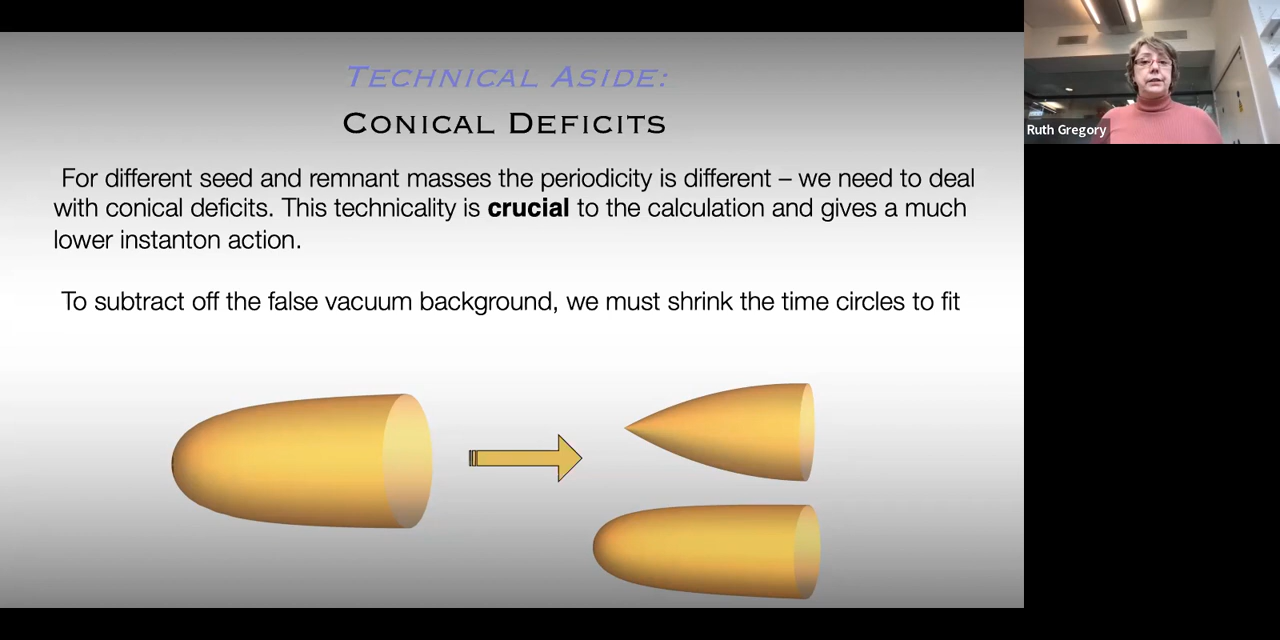 TECHNICAL ASIDE:
CONICAL DEFICITS
For different seed and remnant masses the periodicity is different – we need to deal
with conical deficits. This technicality is crucial to the calculation and gives a much
lower instanton action.
To subtract off the false vacuum background, we must shrink the time circles to fit
Ruth Gregory